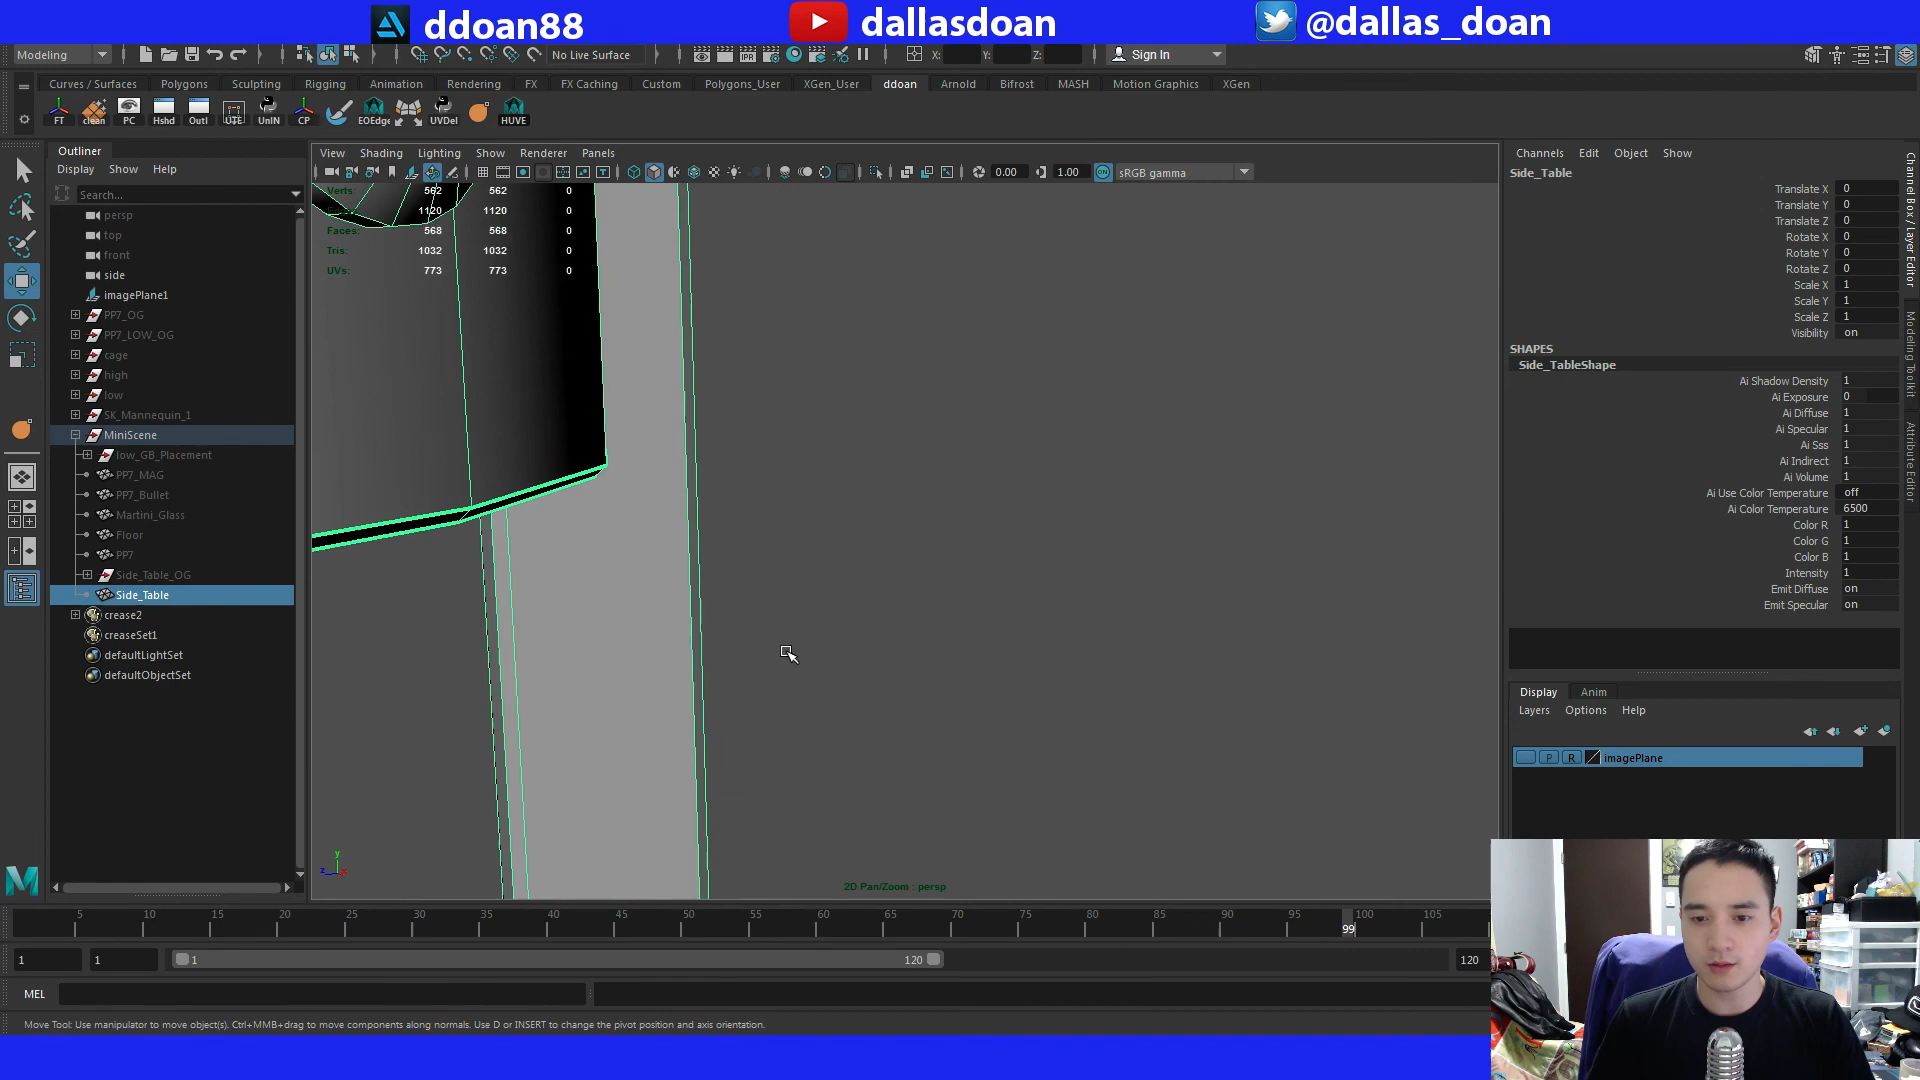 ddoan88 dallasdoan @dallas_doan
Modeling No Live Surface X: Y: Z: Sign In
Curves / Surfaces Polygons Sculpting Rigging Animation Rendering FX FX Caching Custom Polygons_User XGen_User ddoan Arnold Bifrost MASH Motion Graphics XGen
FT clean PC Hshd Outl UTE UnIN CP EOEdge UVDel HUVE
Outliner
Display Show Help
Search...
persp
top
front
side
imagePlane1
PP7_OG
PP7_LOW_OG
cage
high
low
SK_Mannequin_1
MiniScene
low_GB_Placement
PP7_MAG
PP7_Bullet
Martini_Glass
Floor
PP7
Side_Table_OG
Side_Table
crease2
creaseSet1
defaultLightSet
defaultObjectSet
View Shading Lighting Show Renderer Panels
0.00 1.00 sRGB gamma
Verts: 562 562 0
1120 1120 0
Faces: 568 568 0
Tris: 1032 1032 0
UVs: 773 773 0
y
z x
2D Pan/Zoom : persp
Channels Edit Object Show
Side_Table
Translate X 0
Translate Y 0
Translate Z 0
Rotate X 0
Rotate Y 0
Rotate Z 0
Scale X 1
Scale Y 1
Scale Z 1
Visibility on
SHAPES
Side_TableShape
Ai Shadow Density 1
Ai Exposure 0
Ai Diffuse 1
Ai Specular 1
Ai Sss 1
Ai Indirect 1
Ai Volume 1
Ai Use Color Temperature off
Ai Color Temperature 6500
Color R 1
Color G 1
Color B 1
Intensity 1
Emit Diffuse on
Emit Specular on
Display Anim
Layers Options Help
P R imagePlane
Channel Box / Layer Editor
Modeling Toolkit
Attribute Editor
5 10 15 20 25 30 35 40 45 50 55 60 65 70 75 80 85 90 95 100 105
99
1 1 1 120 120
MEL
Move Tool: Use manipulator to move object(s). Ctrl+MMB+drag to move components along normals. Use D or INSERT to change the pivot position and axis orientation.